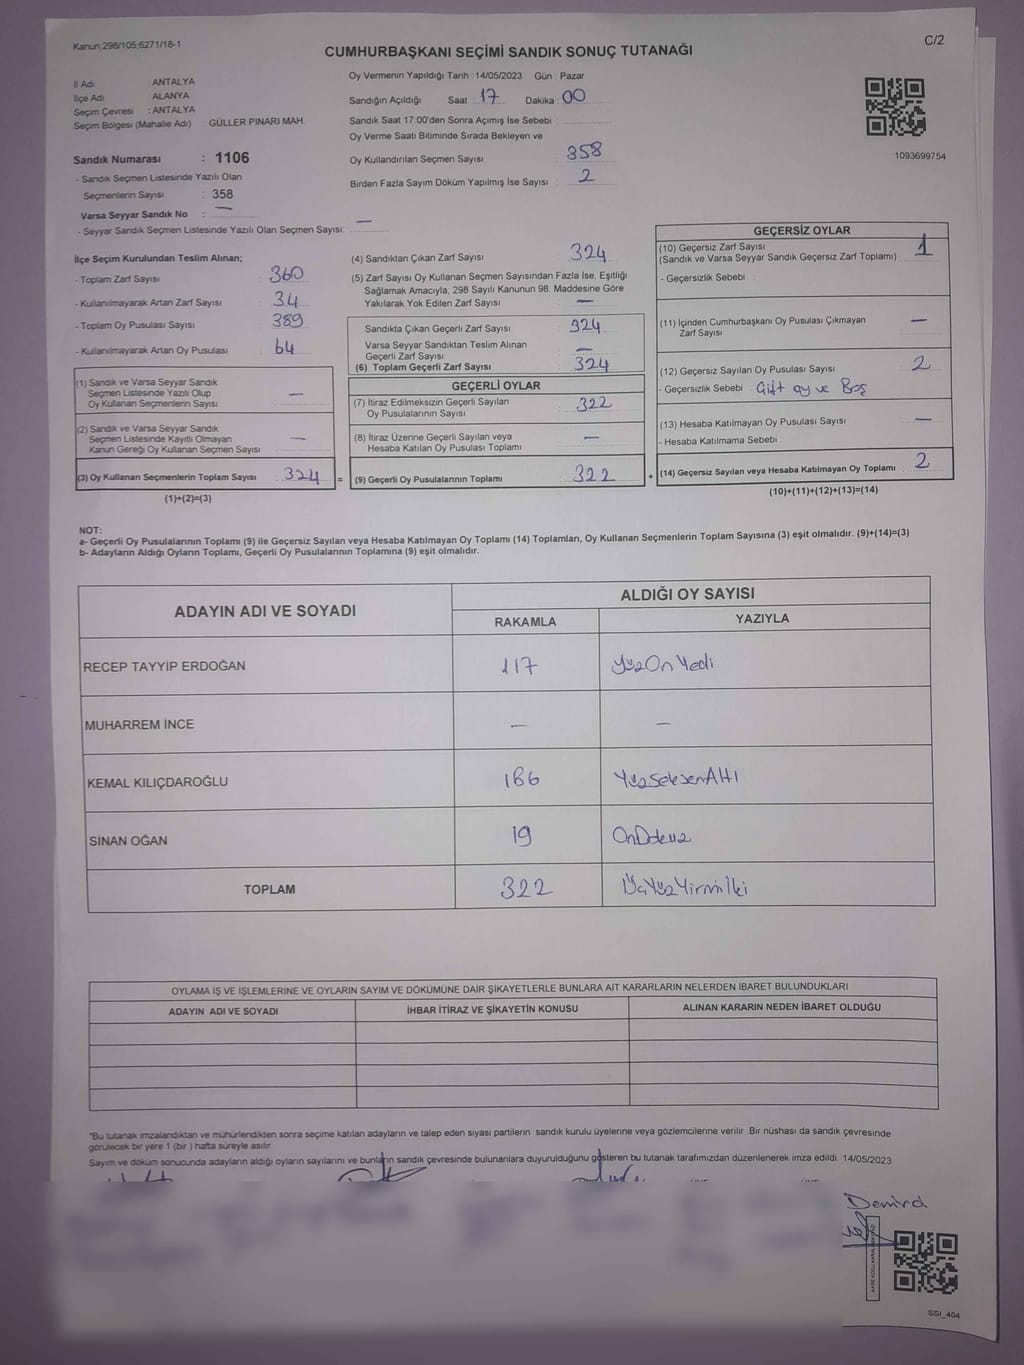 Kanun:298/105,6271/18-1
C/2
CUMHURBAŞKANI SEÇİMİ SANDIK SONUÇ TUTANAĞI
İl Adı : ANTALYA
İlçe Adı : ALANYA
Seçim Çevresi : ANTALYA
Seçim Bölgesi (Mahalle Adı) GÜLLER PINARI MAH.
Sandık Numarası : 1106
- Sandık Seçmen Listesinde Yazılı Olan
Seçmenlerin Sayısı : 358
Varsa Seyyar Sandık No : —
- Seyyar Sandık Seçmen Listesinde Yazılı Olan Seçmen Sayısı: —
Oy Vermenin Yapıldığı Tarih : 14/05/2023 Gün : Pazar
Sandığın Açıldığı Saat 17 Dakika 00
Sandık Saat 17:00'den Sonra Açımış İse Sebebi :
Oy Verme Saati Bitiminde Sırada Bekleyen ve
Oy Kullandırılan Seçmen Sayısı : 358
Birden Fazla Sayım Döküm Yapılmış İse Sayısı : 2
1093699754
İlçe Seçim Kurulundan Teslim Alınan;
- Toplam Zarf Sayısı : 360
- Kullanılmayarak Artan Zarf Sayısı : 34
- Toplam Oy Pusulası Sayısı : 389
- Kullanılmayarak Artan Oy Pusulası : 64
(1) Sandık ve Varsa Seyyar Sandık
Seçmen Listesinde Yazılı Olup
Oy Kullanan Seçmenlerin Sayısı : —
(2) Sandık ve Varsa Seyyar Sandık
Seçmen Listesinde Kayıtlı Olmayan
Kanun Gereği Oy Kullanan Seçmen Sayısı : —
(3) Oy Kullanan Seçmenlerin Toplam Sayısı : 324 =
(1)+(2)=(3)
(4) Sandıktan Çıkan Zarf Sayısı : 324
(5) Zarf Sayısı Oy Kullanan Seçmen Sayısından Fazla İse, Eşitliği
Sağlamak Amacıyla; 298 Sayılı Kanunun 98. Maddesine Göre
Yakılarak Yok Edilen Zarf Sayısı : —
Sandıkta Çıkan Geçerli Zarf Sayısı : 324
Varsa Seyyar Sandıktan Teslim Alınan
Geçerli Zarf Sayısı : —
(6) Toplam Geçerli Zarf Sayısı : 324
GEÇERLİ OYLAR
(7) İtiraz Edilmeksizin Geçerli Sayılan
Oy Pusulalarının Sayısı : 322
(8) İtiraz Üzerine Geçerli Sayılan veya
Hesaba Katılan Oy Pusulaları Toplamı : —
(9) Geçerli Oy Pusulalarının Toplamı : 322 +
GEÇERSİZ OYLAR
(10) Geçersiz Zarf Sayısı
(Sandık ve Varsa Seyyar Sandık Geçersiz Zarf Toplamı) : 1
- Geçersizlik Sebebi :
(11) İçinden Cumhurbaşkanı Oy Pusulası Çıkmayan
Zarf Sayısı : —
(12) Geçersiz Sayılan Oy Pusulası Sayısı : 2
- Geçersizlik Sebebi : Çift oy ve Boş
(13) Hesaba Katılmayan Oy Pusulası Sayısı : —
- Hesaba Katılmama Sebebi :
(14) Geçersiz Sayılan veya Hesaba Katılmayan Oy Toplamı : 2
(10)+(11)+(12)+(13)=(14)
NOT:
a- Geçerli Oy Pusulalarının Toplamı (9) ile Geçersiz Sayılan veya Hesaba Katılmayan Oy Toplamı (14) Toplamları, Oy Kullanan Seçmenlerin Toplam Sayısına (3) eşit olmalıdır. (9)+(14)=(3)
b- Adayların Aldığı Oyların Toplamı, Geçerli Oy Pusulalarının Toplamına (9) eşit olmalıdır.
ADAYIN ADI VE SOYADI
ALDIĞI OY SAYISI
RAKAMLA YAZIYLA
RECEP TAYYİP ERDOĞAN 117 YüzOnYedi
MUHARREM İNCE — —
KEMAL KILIÇDAROĞLU 186 YüzSeksenAltı
SİNAN OĞAN 19 OnDokuz
TOPLAM 322 ÜçYüzYirmiİki
OYLAMA İŞ VE İŞLEMLERİNE VE OYLARIN SAYIM VE DÖKÜMÜNE DAİR ŞİKAYETLERLE BUNLARA AİT KARARLARIN NELERDEN İBARET BULUNDUKLARI
ADAYIN ADI VE SOYADI İHBAR İTİRAZ VE ŞİKAYETİN KONUSU ALINAN KARARIN NEDEN İBARET OLDUĞU
"Bu tutanak imzalandıktan ve mühürlendikten sonra seçime katılan adayların ve talep eden siyasi partilerin sandık kurulu üyelerine veya gözlemcilerine verilir. Bir nüshası da sandık çevresinde
görülecek bir yere 1 (bir ) hafta süreyle asılır.
Sayım ve döküm sonucunda adayların aldığı oyların sayılarını ve bunların sandık çevresinde bulunanlara duyurulduğunu gösteren bu tutanak tarafımızdan düzenlenerek imza edildi. 14/05/2023
SSİ_404